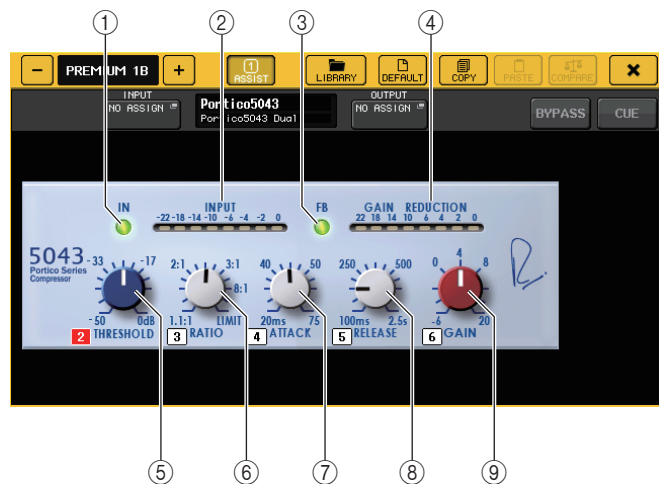 ① ② ③ ④
− PREMIUM 1B + 1 ASSIST LIBRARY DEFAULT COPY PASTE COMPARE ×
INPUT OUTPUT
NO ASSIGN Portico5043 NO ASSIGN BYPASS CUE
Portico5043 Dual
IN INPUT FB GAIN REDUCTION
-22 -18 -14 -10 -6 -4 -2 0 22 18 14 10 6 4 2 0
5043
Portico Series
Compressor
-33 -17 2:1 3:1 40 50 250 500 0 4 8
8:1
-50 0dB 1.1:1 LIMIT 20ms 75 100ms 2.5s -6 20
2 THRESHOLD 3 RATIO 4 ATTACK 5 RELEASE 6 GAIN
⑤ ⑥ ⑦ ⑧ ⑨